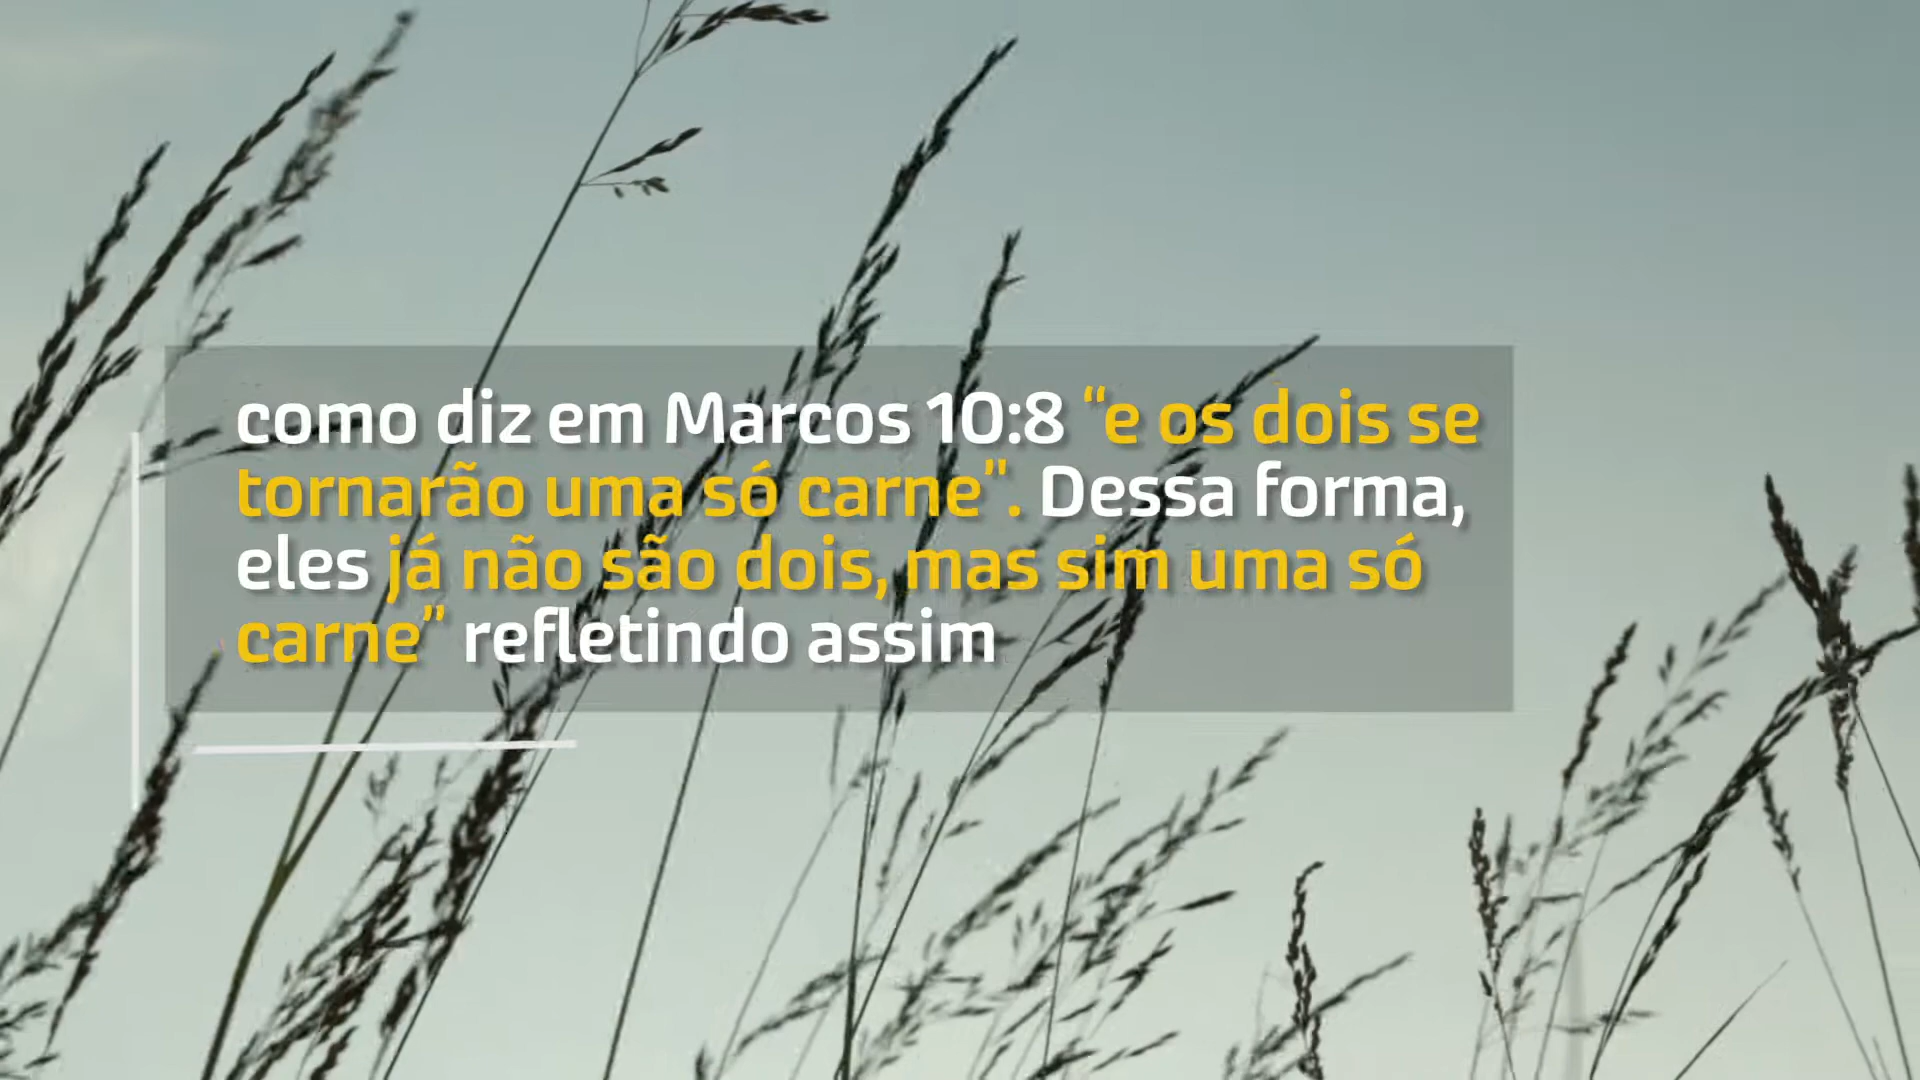 como diz em Marcos 10:8 “e os dois se
tornarão uma só carne”. Dessa forma,
eles já não são dois, mas sim uma só
carne” refletindo assim